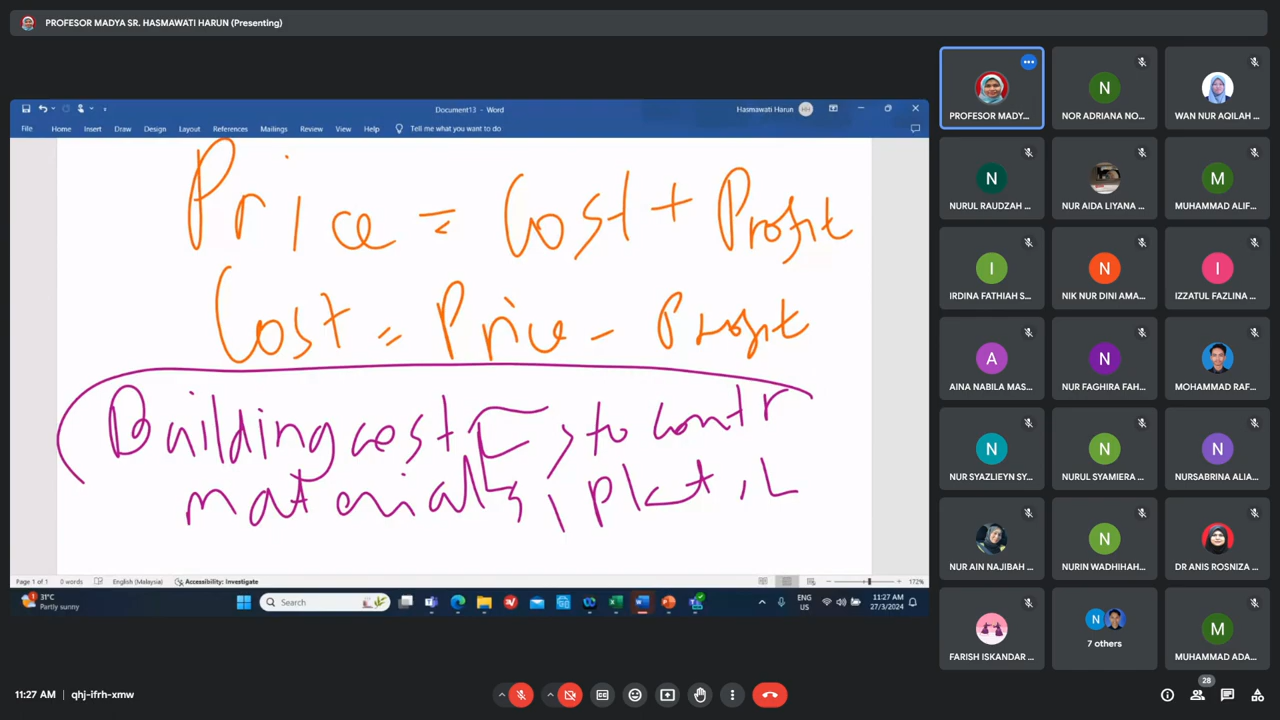 PROFESOR MADYA SR. HASMAWATI HARUN (Presenting)
Document13 - Word
Hasmawati Harun
HH
File Home Insert Draw Design Layout References Mailings Review View Help Tell me what you want to do
Price = Cost + Profit
Cost = Price - Profit
Building cost to contr
materials, plat, L
Page 1 of 1 0 words English (Malaysia) Accessibility: Investigate 172%
1 31°C
Partly sunny
Search
ENG
US
11:27 AM
27/3/2024
PROFESOR MADY...
N
NOR ADRIANA NO...
WAN NUR AQILAH ...
N
NURUL RAUDZAH ...
NUR AIDA LIYANA ...
M
MUHAMMAD ALIF...
I
IRDINA FATHIAH S...
N
NIK NUR DINI AMA...
I
IZZATUL FAZLINA ...
A
AINA NABILA MAS...
N
NUR FAGHIRA FAH...
MOHAMMAD RAF...
N
NUR SYAZLIEYN SY...
N
NURUL SYAMIERA ...
N
NURSABRINA ALIA...
NUR AIN NAJIBAH ...
N
NURIN WADHIHAH...
DR ANIS ROSNIZA ...
FARISH ISKANDAR ...
N
7 others
M
MUHAMMAD ADA...
11:27 AM | qhj-ifrh-xmw
28